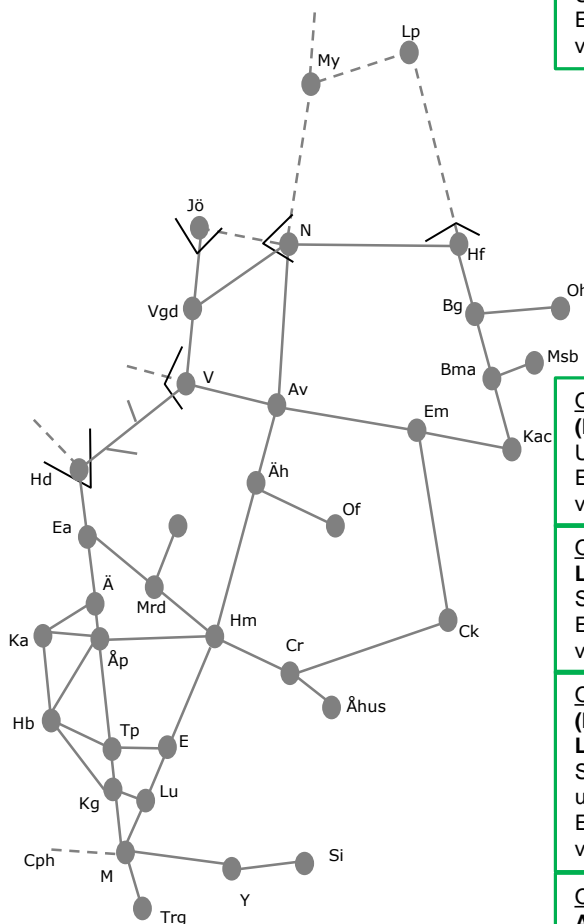 Lp
My
E
v
Jö
N
Hf
Vgd
Bg
Msb
Bma
V
Av
Em
Kac
(
U
E
v
Äh
Hd
Of
Ea
Ä
Mrd
Hm
Ck
L
S
E
v
Ka
Åp
Cr
Åhus
(
L
S
u
E
v
Hb
Tp
E
Kg
Lu
Cph
M
Si
Y
Trg